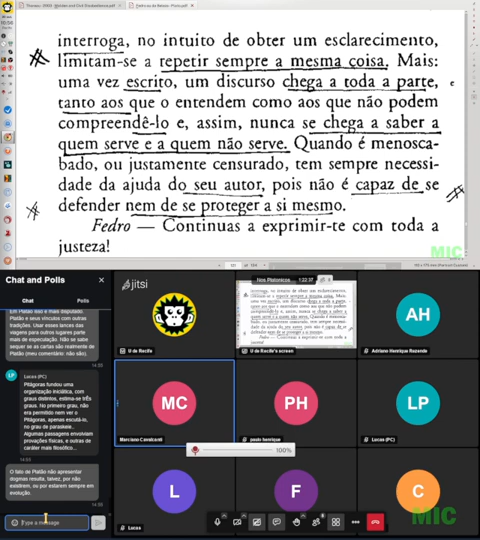 interroga, no intuito de obter um esclarecimento,
limitam-se a repetir sempre a mesma coisa. Mais:
uma vez escrito, um discurso chega a toda a parte,
tanto aos que o entendem como aos que não podem
compreendê-lo e, assim, nunca se chega a saber a
quem serve e a quem não serve. Quando é menosca-
bado, ou justamente censurado, tem sempre necessi-
dade da ajuda do seu autor, pois não é capaz de se
defender nem de se proteger a si mesmo.
Fedro — Continuas a exprimir-te com toda a
justeza!
MIC
Chat and Polls
Chat
Polls
Platão e seus vínculos com outras
tradições. Usar esses lances das
viagens para outros lugares parte
mais de especulação. Não se sabe
sequer se as cartas são realmente de
Platão (meu comentário: não são).
LP
Lucas (PC)
Pitágoras fundou uma
organização iniciática, com
graus distintos, estima-se três
graus. No primeiro grau, não
era permitido nem ver o
Pitágoras, apenas escutá-lo,
no grau de
Algumas passagens envolviam
provações físicas, e outras de
caráter mais filosófico...
O fato de Platão não apresentar
dogmas resulta, talvez, por não
existirem, ou por estarem sempre em
evolução.
Type a message
jitsi
Nos Platônicos...
1:22:37
U de Recife
U de Recife's screen
AH
Adriano Henrique Rezende
MC
Marciano Cavalcanti
PH
paulo henrique
LP
Lucas (PC)
100%
L
Lucas
F
C
MIC